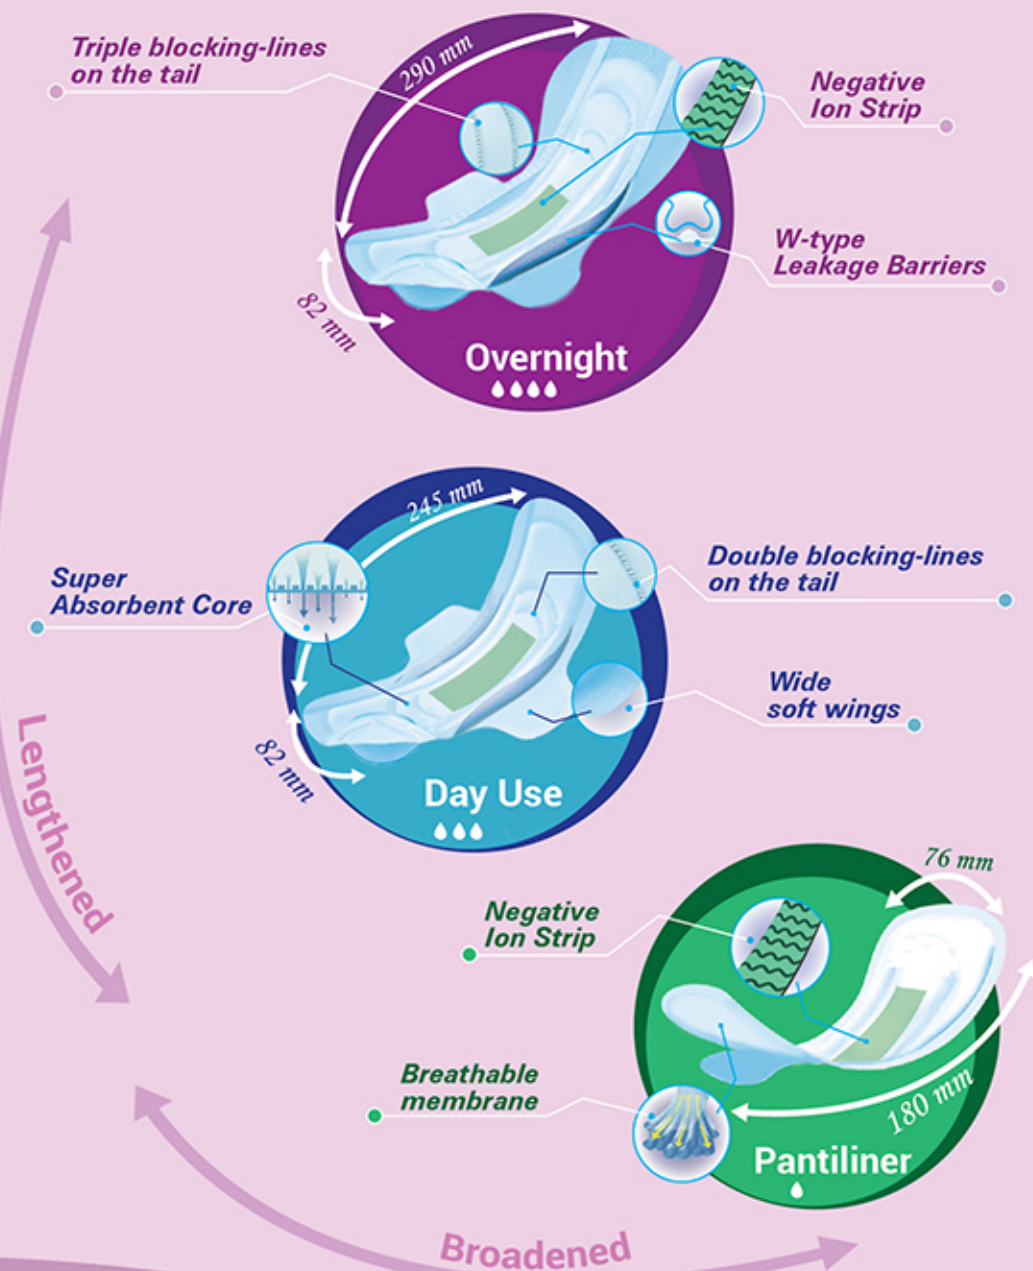 Triple blocking-lines
on the tail
290 mm
Negative
Ion Strip
W-type
Leakage Barriers
82 mm
Overnight
245 mm
Super
Absorbent Core
Double blocking-lines
on the tail
Wide
soft wings
82 mm
Day Use
Lengthened
76 mm
Negative
Ion Strip
Breathable
membrane
180 mm
Pantiliner
Broadened